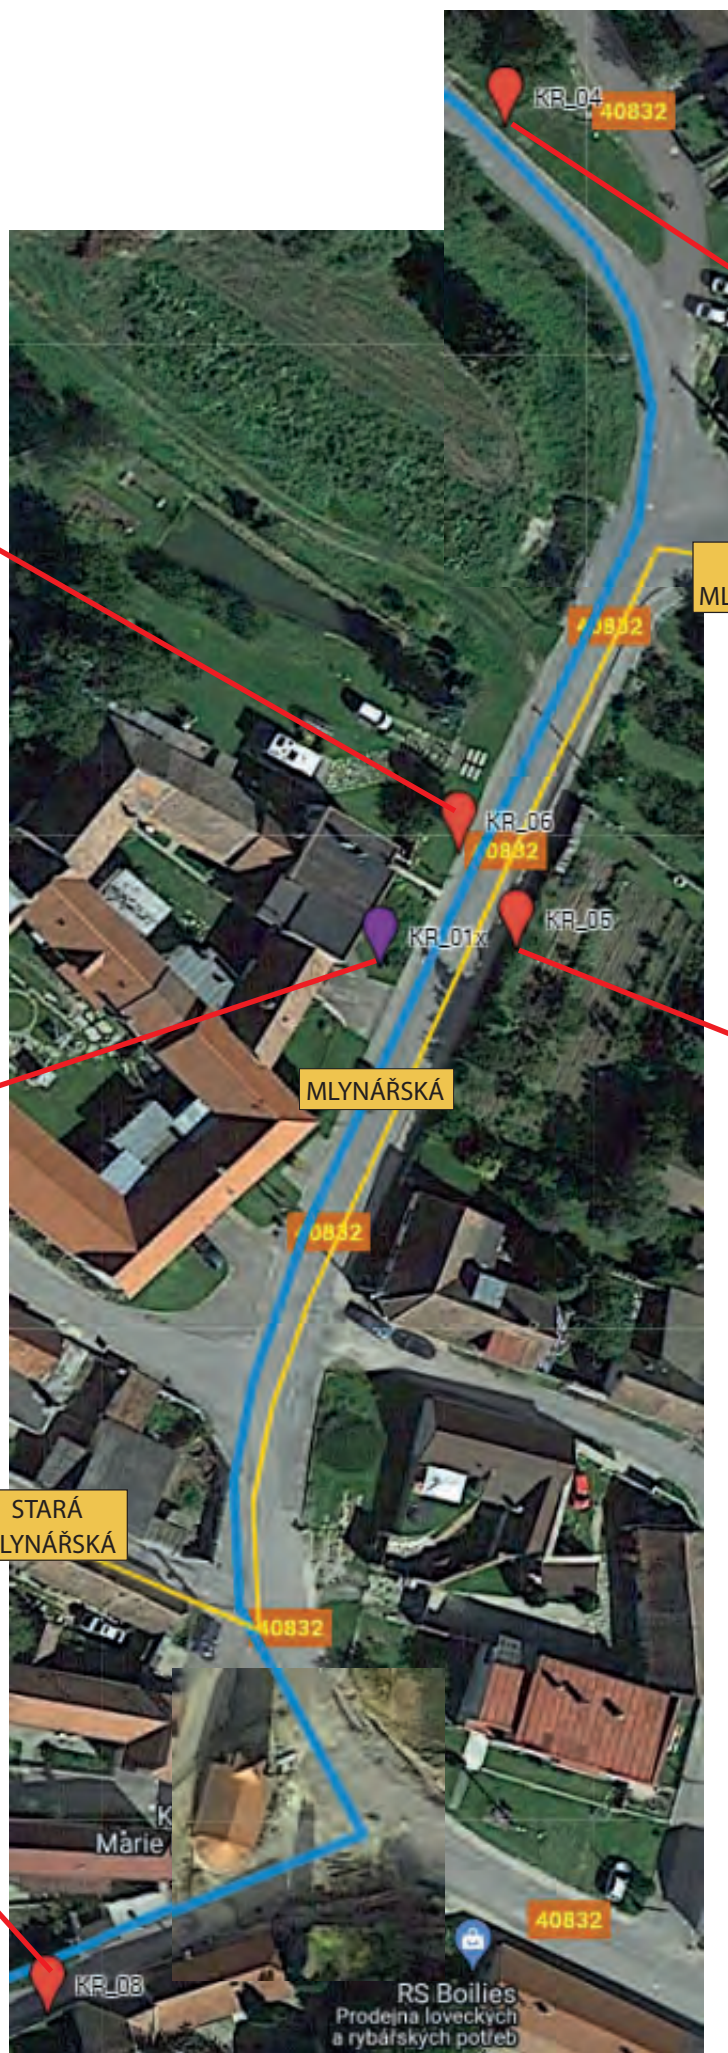 KR_04
40832
ML
40832
KR_06
40832
KR_05
KR_01x
MLYNÁŘSKÁ
40832
STARÁ
LYNÁŘSKÁ
40832
K
Marie
40832
KR_08
RS Boilies
Prodejna loveckých
a rybářských potřeb